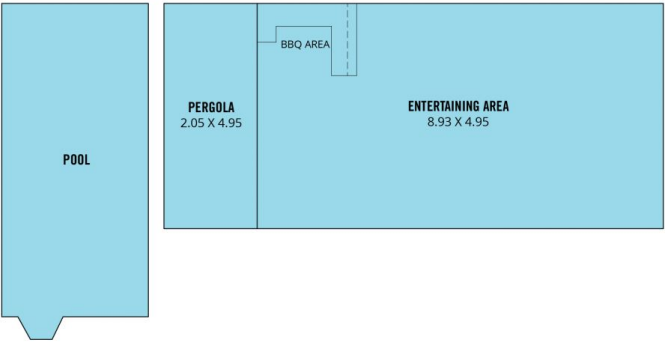 BBQ AREA
PERGOLA
2.05 X 4.95
ENTERTAINING AREA
8.93 X 4.95
POOL